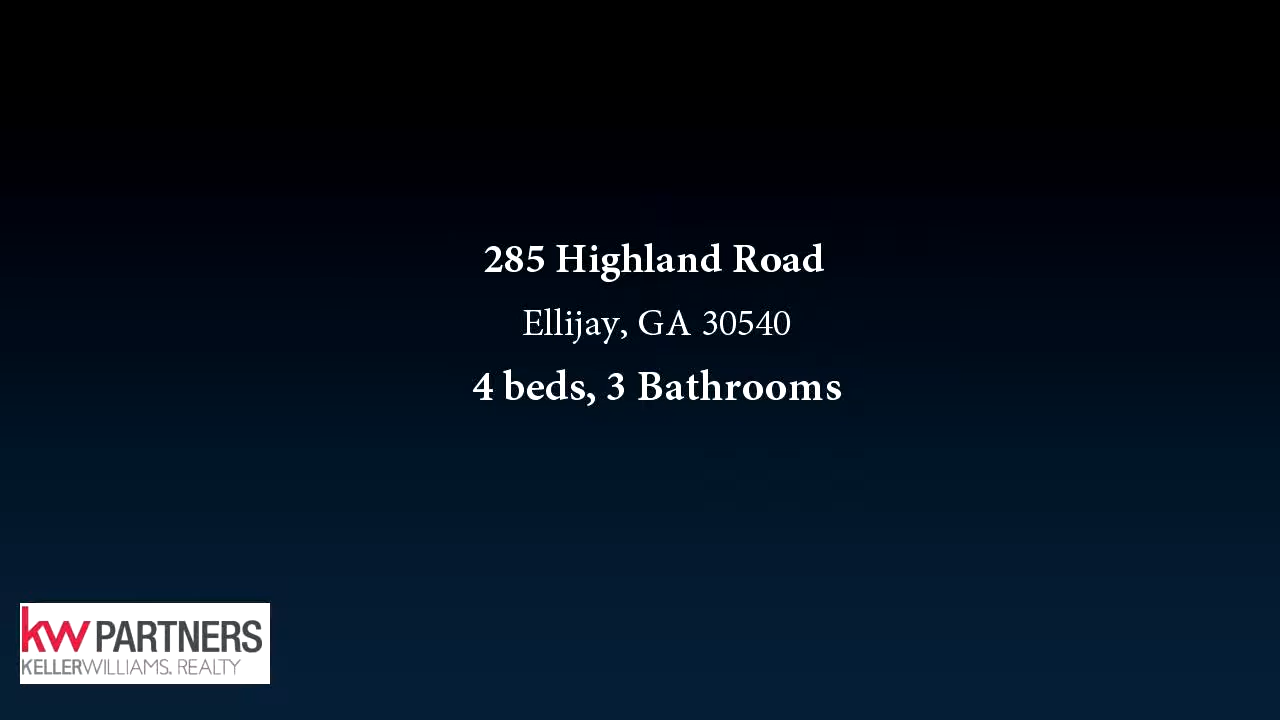 285 Highland Road
Ellijay, GA 30540
4 beds, 3 Bathrooms
kw PARTNERS
KELLERWILLIAMS. REALTY